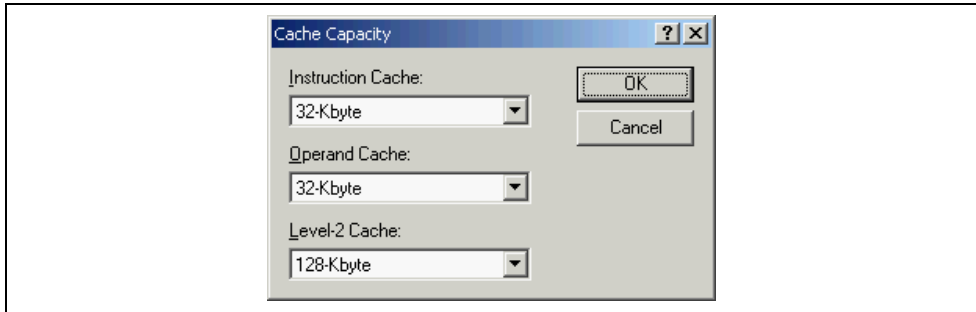 Cache Capacity
Instruction Cache:
32-Kbyte
OK
Cancel
Operand Cache:
32-Kbyte
Level-2 Cache:
128-Kbyte